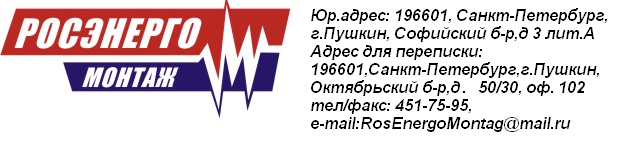 РОСЭНЕРГО
МОНТАЖ
Юр.адрес: 196601, Санкт-Петербург,
г.Пушкин, Софийский б-р,д 3 лит.А
Адрес для переписки:
196601,Санкт-Петербург,г.Пушкин,
Октябрьский б-р,д. 50/30, оф. 102
тел/факс: 451-75-95,
e-mail:RosEnergoMontag@mail.ru